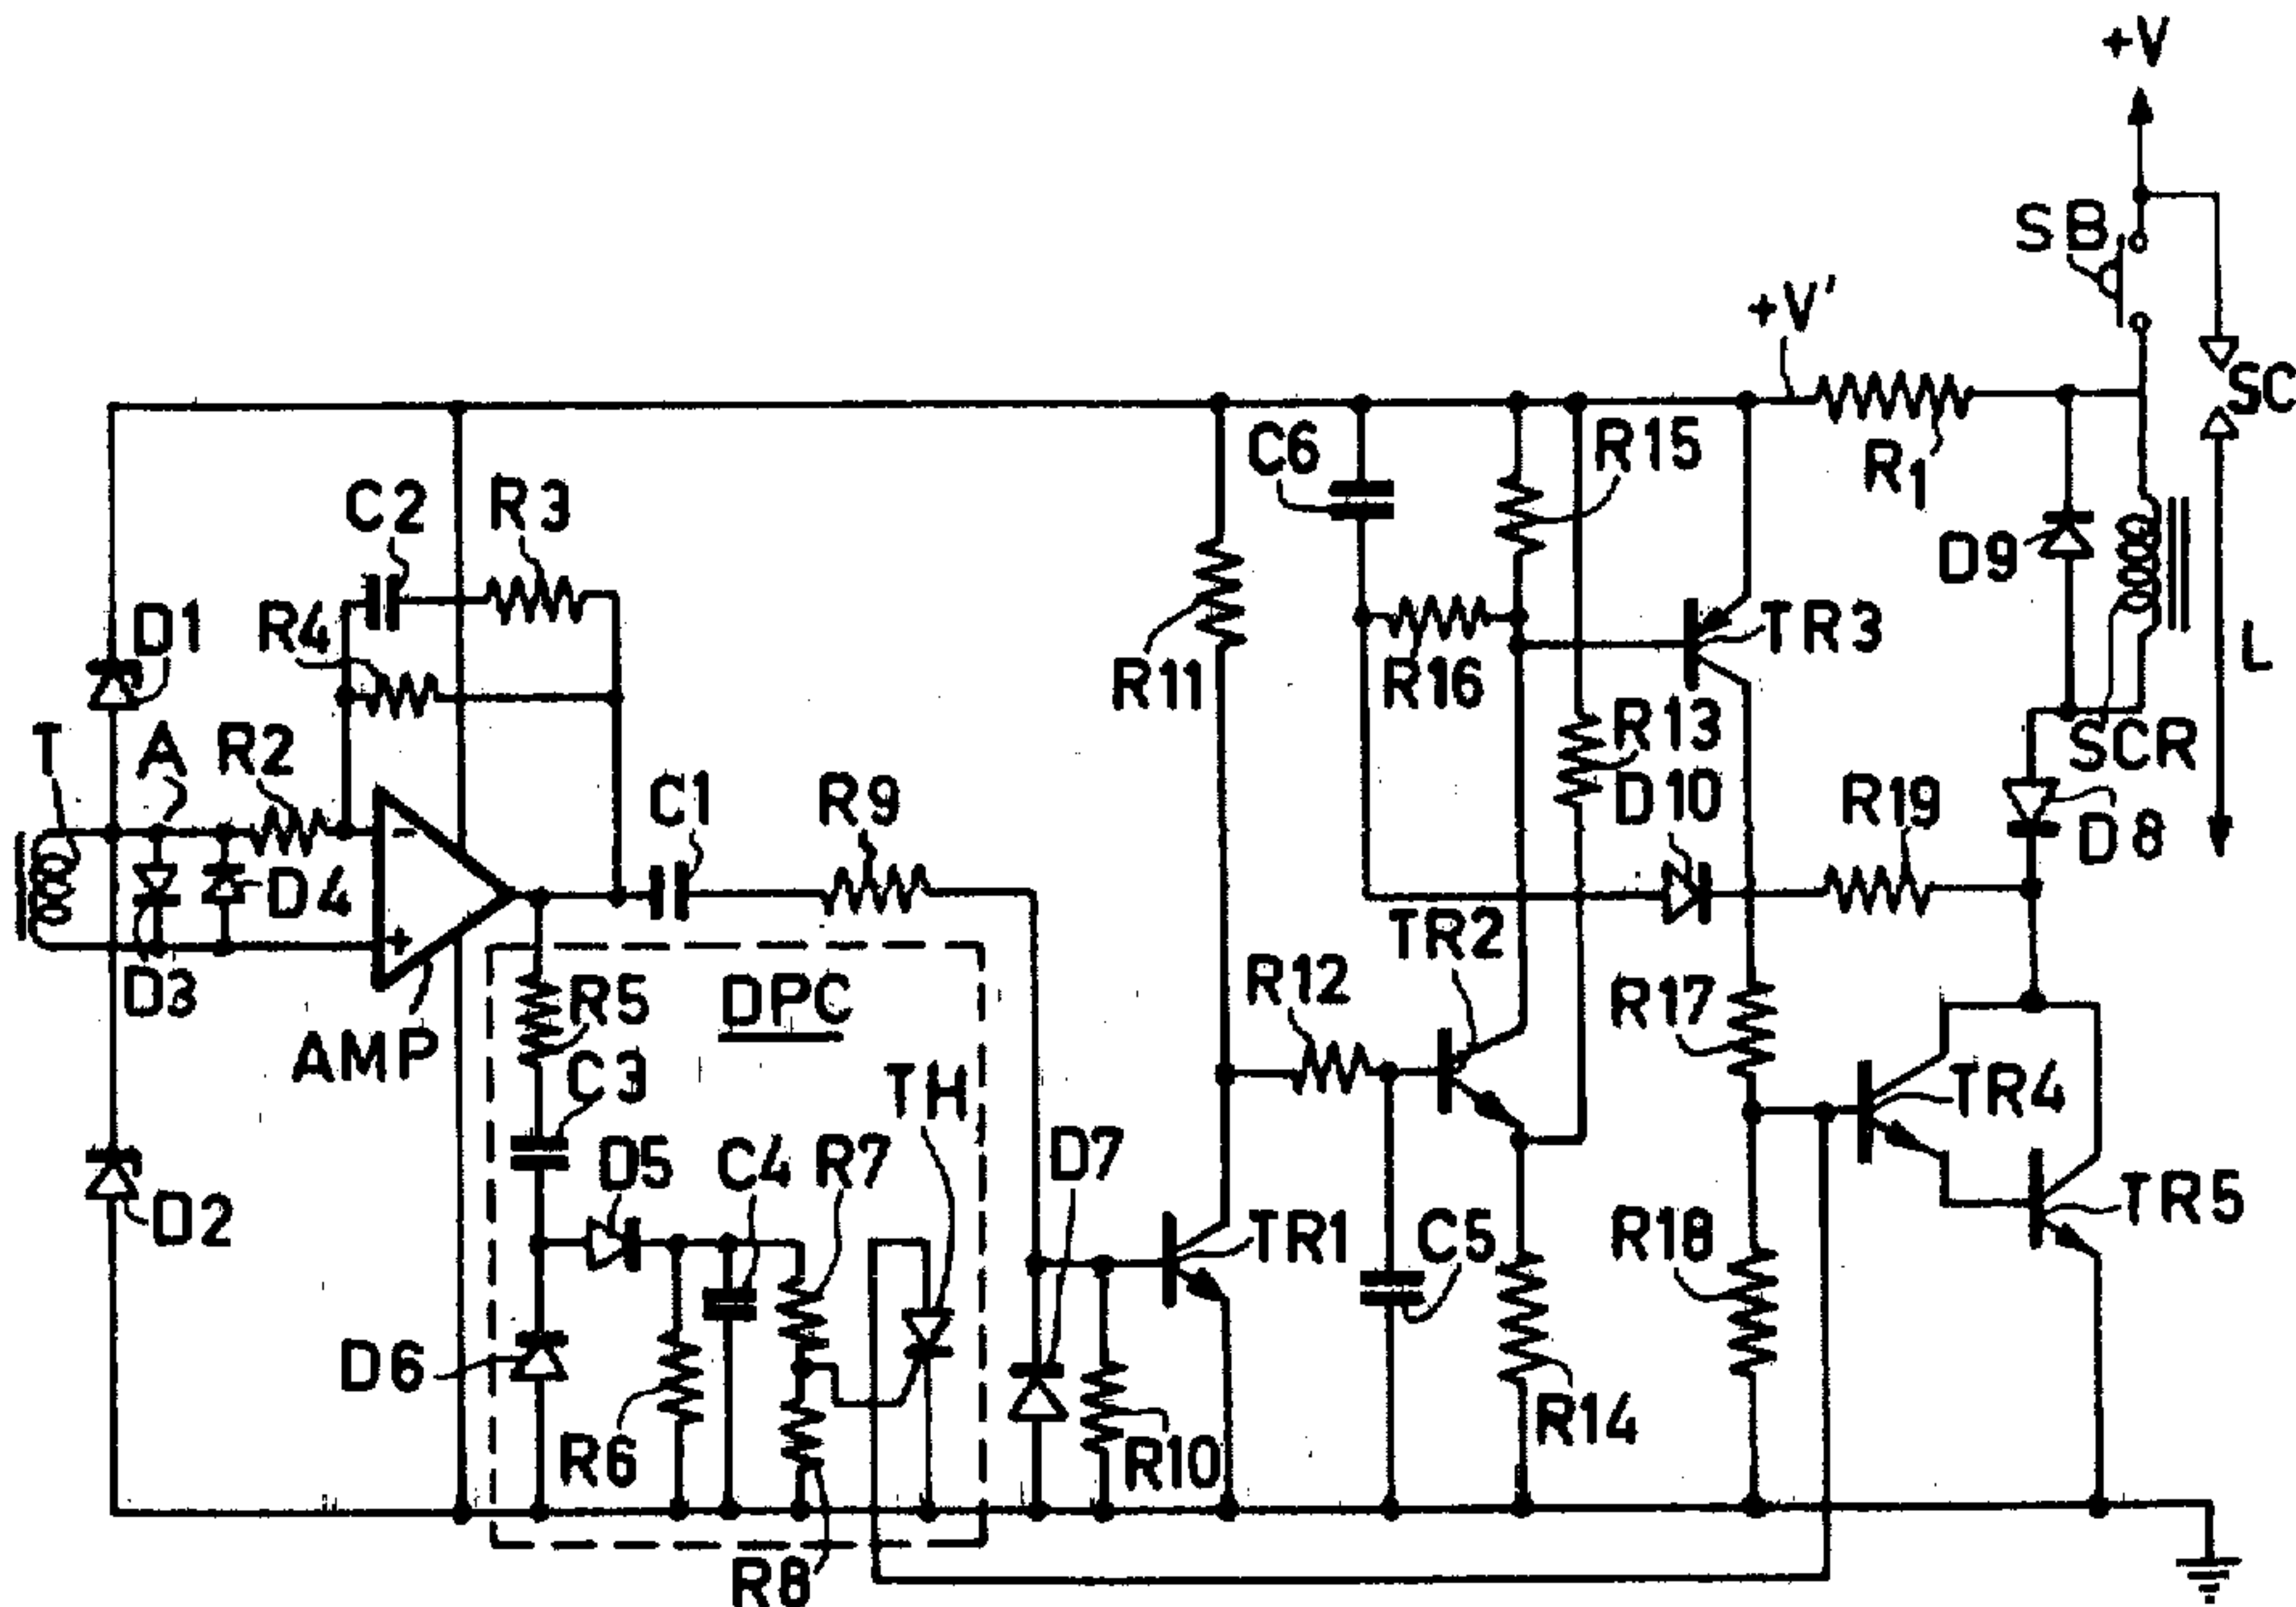 +V
SB
+V'
SC
R15
C6
R1
C2
R3
D9
D1
R4
TR3
R11
R16
L
R13
T
A
R2
SCR
C1
R9
D10
R19
D8
-
D4
TR2
+
D3
R12
R5
DPC
R17
AMP
C3
TH
TR4
D5
C4
R7
D7
D2
TR1
C5
R18
TR5
D6
R14
R6
R10
R8